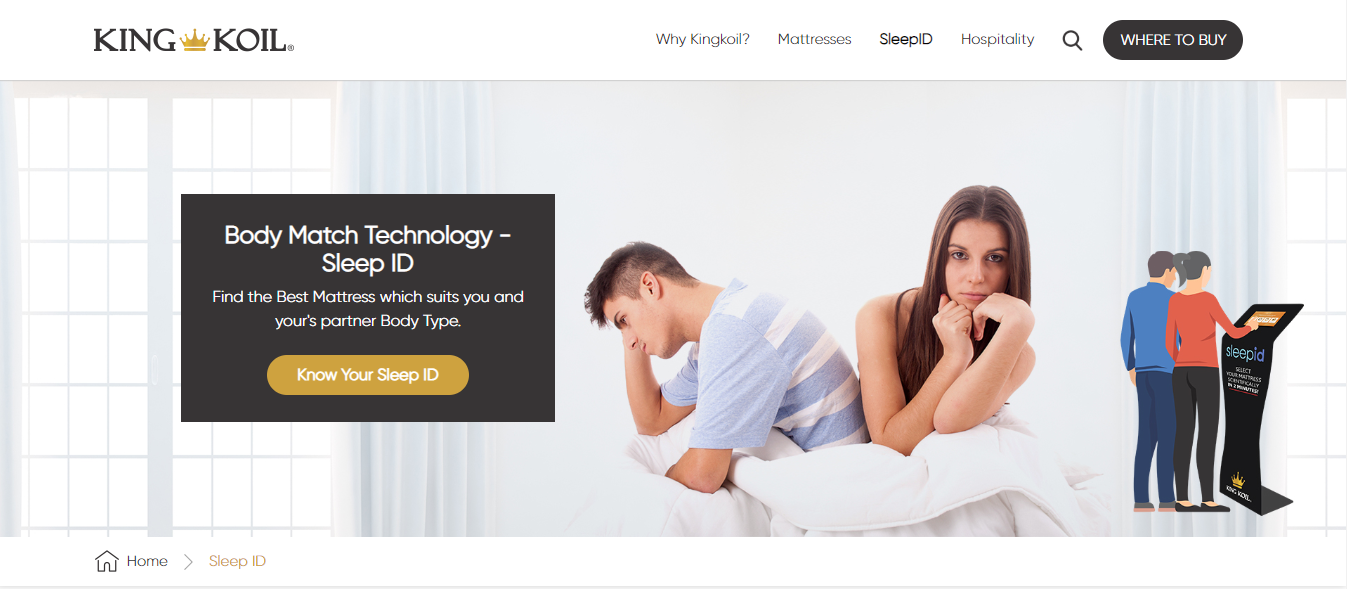 KING KOIL®
Why Kingkoil?
Mattresses
SleepID
Hospitality
WHERE TO BUY
Body Match Technology -
Sleep ID
Find the Best Mattress which suits you and
your's partner Body Type.
Know Your Sleep ID
sleepid
SELECT
YOUR MATTRESS
SCIENTIFICALLY
IN 2 MINUTES!
KING KOIL
Home
Sleep ID